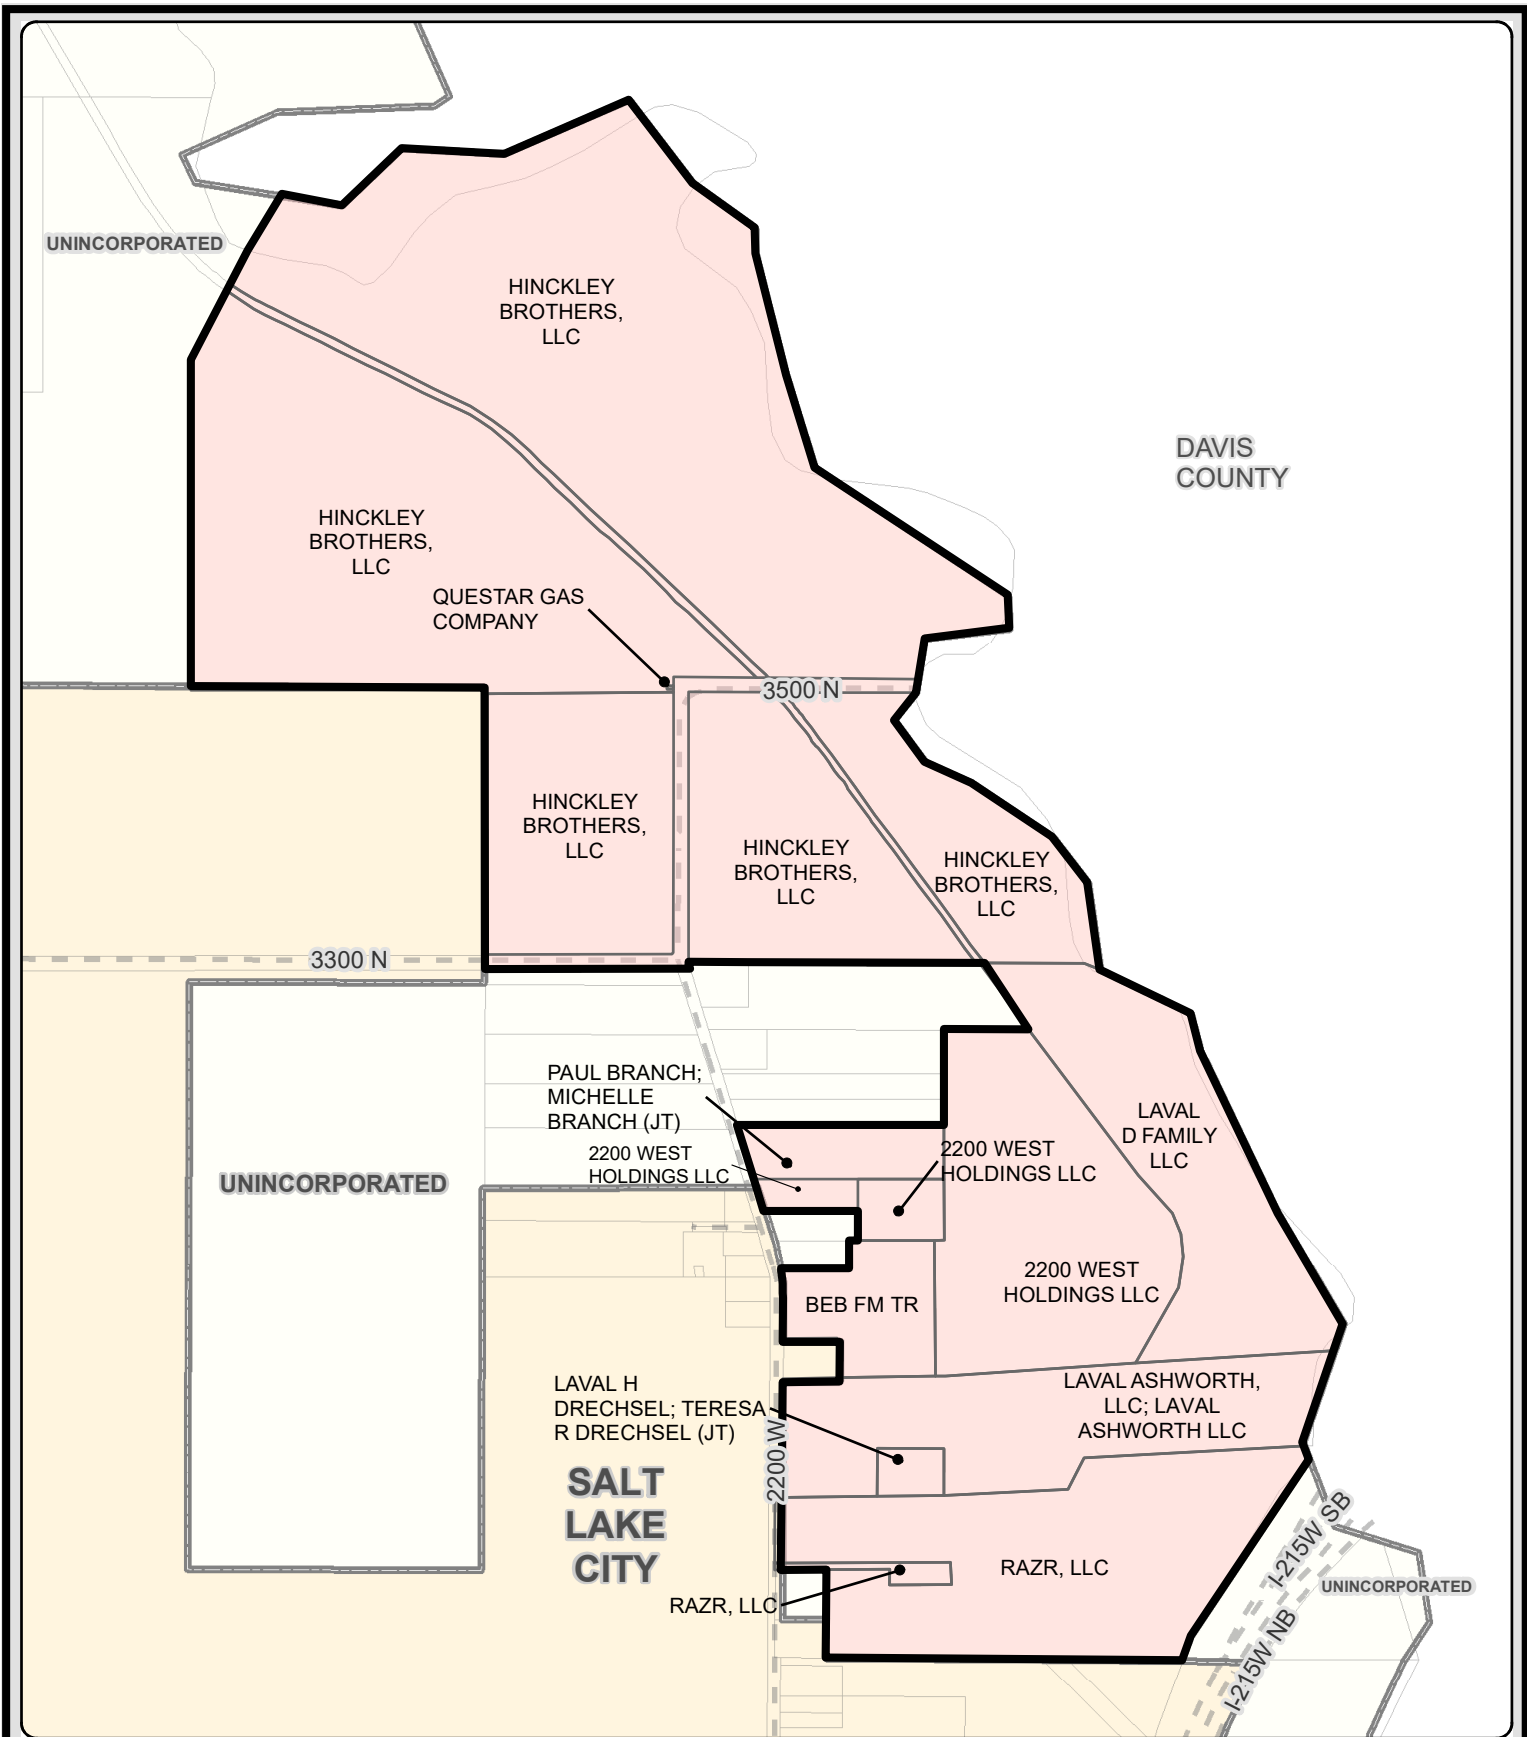 UNINCORPORATED
HINCKLEY
BROTHERS,
LLC
DAVIS
COUNTY
HINCKLEY
BROTHERS,
LLC
QUESTAR GAS
COMPANY
3500 N
HINCKLEY
BROTHERS,
LLC
HINCKLEY
BROTHERS,
LLC
HINCKLEY
BROTHERS,
LLC
3300 N
PAUL BRANCH;
MICHELLE
BRANCH (JT)
2200 WEST
HOLDINGS LLC
2200 WEST
HOLDINGS LLC
LAVAL
D FAMILY
LLC
UNINCORPORATED
2200 WEST
HOLDINGS LLC
BEB FM TR
LAVAL H
DRECHSEL; TERESA
R DRECHSEL (JT)
LAVAL ASHWORTH,
LLC; LAVAL
ASHWORTH LLC
2200 W
SALT
LAKE
CITY
RAZR, LLC
RAZR, LLC
I-215W SB
UNINCORPORATED
I-215W NB